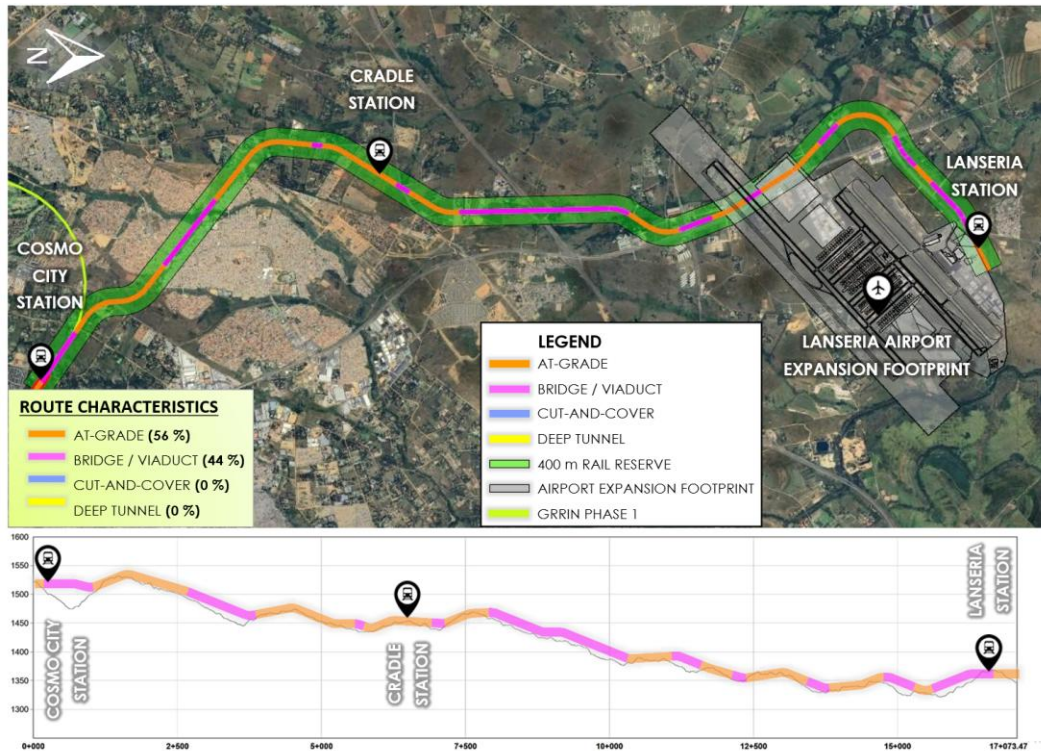 N
CRADLE
STATION
LANSERIA
STATION
COSMO
CITY
STATION
LANSERIA AIRPORT
EXPANSION FOOTPRINT
LEGEND
AT-GRADE
BRIDGE / VIADUCT
CUT-AND-COVER
DEEP TUNNEL
400 m RAIL RESERVE
AIRPORT EXPANSION FOOTPRINT
GRRIN PHASE 1
ROUTE CHARACTERISTICS
AT-GRADE (56 %)
BRIDGE / VIADUCT (44 %)
CUT-AND-COVER (0 %)
DEEP TUNNEL (0 %)
1600
1550
1500
1450
1400
1350
1300
COSMO CITY
STATION
CRADLE
STATION
LANSERIA
STATION
0+000
2+500
5+000
7+500
10+000
12+500
15+000
17+073.47